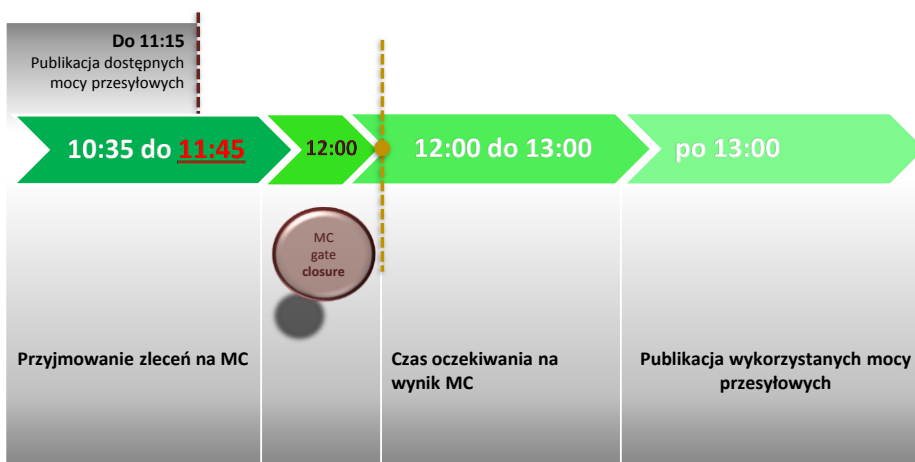 Do 11:15
Publikacja dostępnych
mocy przesyłowych
10:35 do 11:45
12:00
12:00 do 13:00
po 13:00
MC
gate
closure
Przyjmowanie zleceń na MC
Czas oczekiwania na
wynik MC
Publikacja wykorzystanych mocy
przesyłowych